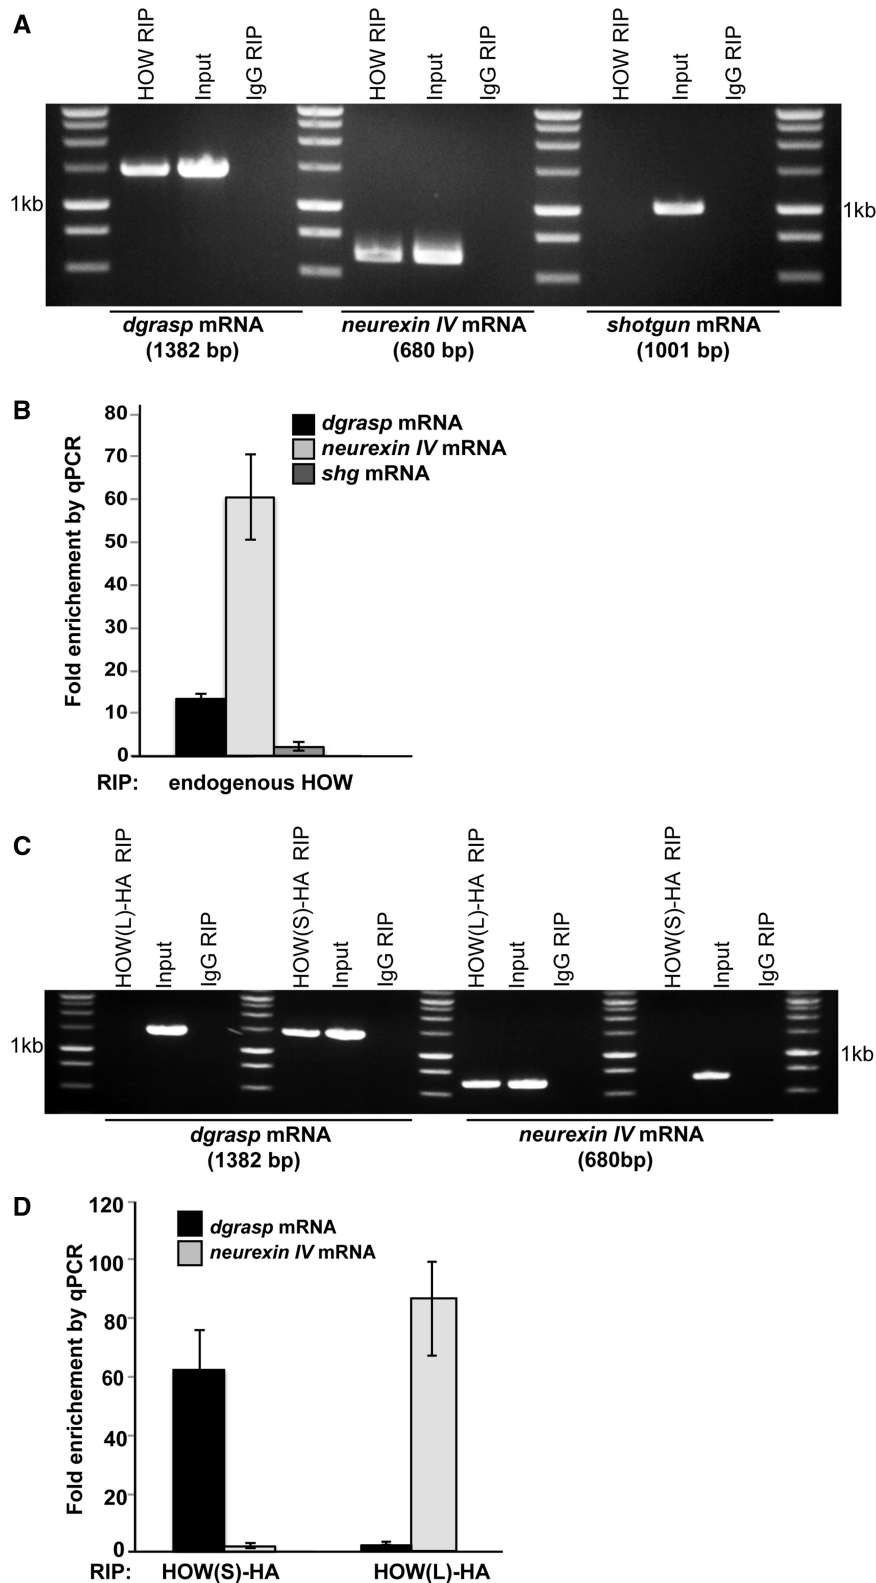 A
HOW RIP
Input
IgG RIP
HOW RIP
Input
IgG RIP
HOW RIP
Input
IgG RIP
1kb
1kb
dgrasp mRNA
(1382 bp)
neurexin IV mRNA
(680 bp)
shotgun mRNA
(1001 bp)
B
Fold enrichement by qPCR
80
70
60
50
40
30
20
10
0
dgrasp mRNA
neurexin IV mRNA
shg mRNA
RIP: endogenous HOW
C
HOW(L)-HA RIP
Input
IgG RIP
HOW(S)-HA RIP
Input
IgG RIP
HOW(L)-HA RIP
Input
IgG RIP
HOW(S)-HA RIP
Input
IgG RIP
1kb
1kb
dgrasp mRNA
(1382 bp)
neurexin IV mRNA
(680bp)
D
Fold enrichement by qPCR
120
100
80
60
40
20
0
dgrasp mRNA
neurexin IV mRNA
RIP: HOW(S)-HA HOW(L)-HA